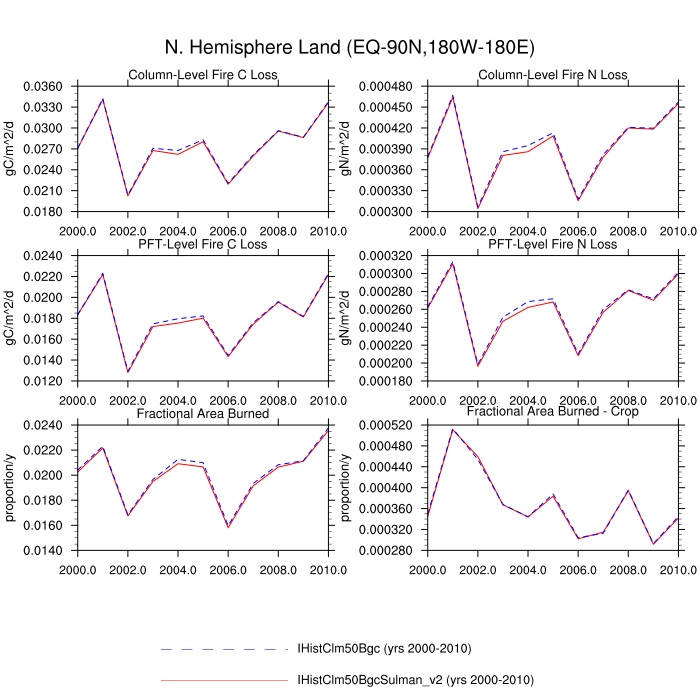 N. Hemisphere Land (EQ-90N,180W-180E)
Column-Level Fire C Loss
gC/m^2/d
0.0360
0.0330
0.0300
0.0270
0.0240
0.0210
0.0180
2000.0 2002.0 2004.0 2006.0 2008.0 2010.0
Column-Level Fire N Loss
gN/m^2/d
0.000480
0.000450
0.000420
0.000390
0.000360
0.000330
0.000300
2000.0 2002.0 2004.0 2006.0 2008.0 2010.0
PFT-Level Fire C Loss
gC/m^2/d
0.0240
0.0220
0.0200
0.0180
0.0160
0.0140
0.0120
2000.0 2002.0 2004.0 2006.0 2008.0 2010.0
PFT-Level Fire N Loss
gN/m^2/d
0.000320
0.000300
0.000280
0.000260
0.000240
0.000220
0.000200
0.000180
2000.0 2002.0 2004.0 2006.0 2008.0 2010.0
Fractional Area Burned
proportion/y
0.0240
0.0220
0.0200
0.0180
0.0160
0.0140
2000.0 2002.0 2004.0 2006.0 2008.0 2010.0
Fractional Area Burned - Crop
proportion/y
0.000520
0.000480
0.000440
0.000400
0.000360
0.000320
0.000280
2000.0 2002.0 2004.0 2006.0 2008.0 2010.0
IHistClm50Bgc (yrs 2000-2010)
IHistClm50BgcSulman_v2 (yrs 2000-2010)